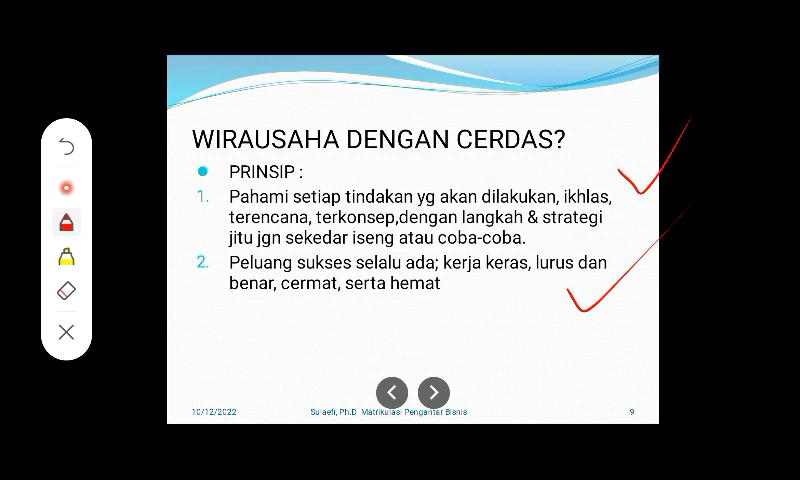 WIRAUSAHA DENGAN CERDAS?
PRINSIP :
1. Pahami setiap tindakan yg akan dilakukan, ikhlas,
terencana, terkonsep,dengan langkah & strategi
jitu jgn sekedar iseng atau coba-coba.
2. Peluang sukses selalu ada; kerja keras, lurus dan
benar, cermat, serta hemat
10/12/2022 Sulaefi, Ph.D Matrikulasi Pengantar Bisnis 9